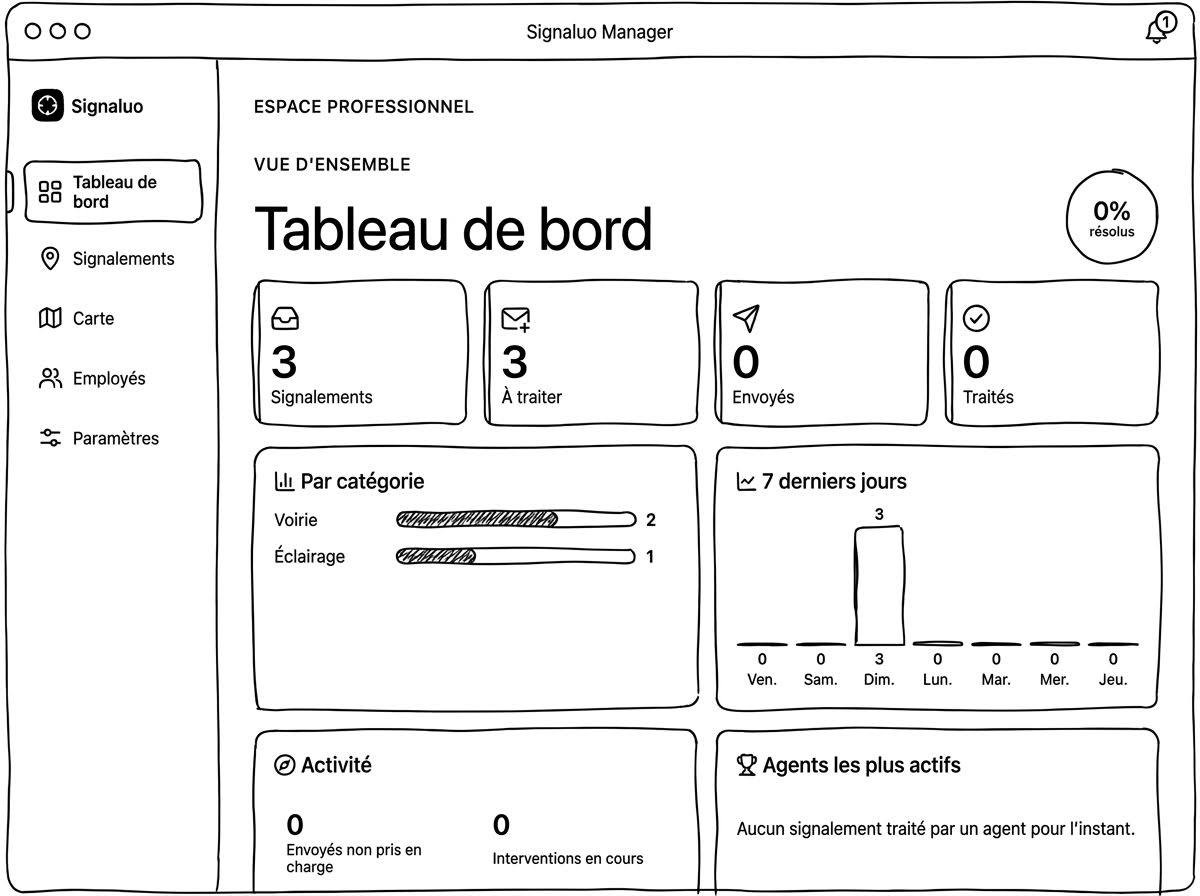 Signaluo Manager
1
Signaluo
Tableau de
bord
Signalements
Carte
Employés
Paramètres
ESPACE PROFESSIONNEL
VUE D'ENSEMBLE
Tableau de bord
0%
résolus
3
Signalements
3
À traiter
0
Envoyés
0
Traités
Par catégorie
Voirie 2
Éclairage 1
7 derniers jours
3
0 0 3 0 0 0 0
Ven. Sam. Dim. Lun. Mar. Mer. Jeu.
Activité
0
Envoyés non pris en
charge
0
Interventions en cours
Agents les plus actifs
Aucun signalement traité par un agent pour l'instant.